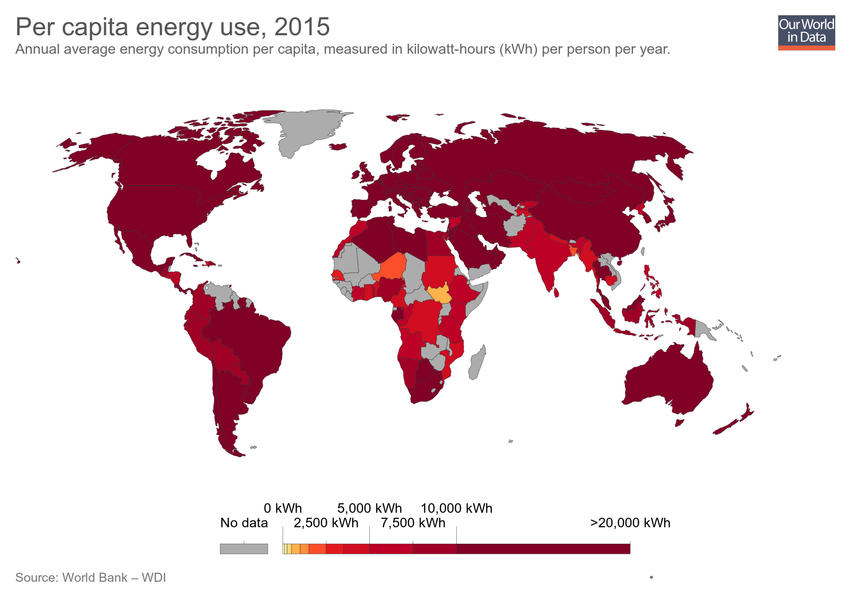 Per capita energy use, 2015
Annual average energy consumption per capita, measured in kilowatt-hours (kWh) per person per year.
Our World
in Data
0 kWh 5,000 kWh 10,000 kWh
No data 2,500 kWh 7,500 kWh >20,000 kWh
Source: World Bank – WDI